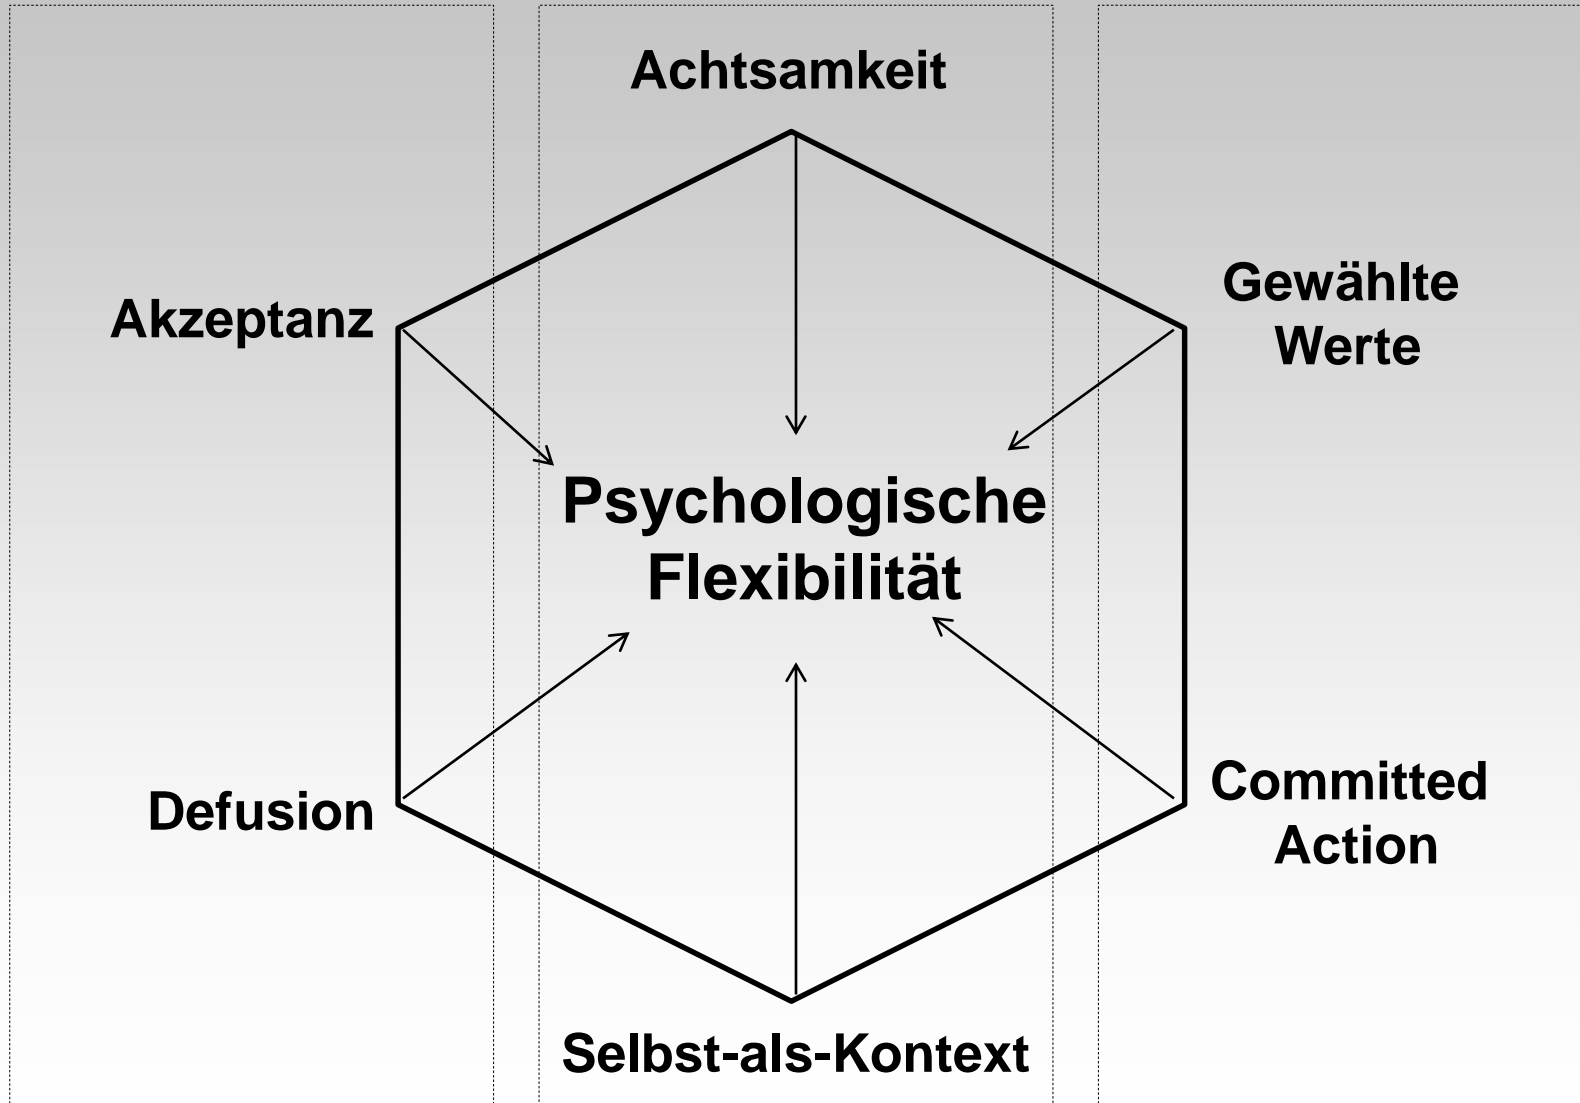 Achtsamkeit
Akzeptanz
Gewählte
Werte
Psychologische
Flexibilität
Defusion
Committed
Action
Selbst-als-Kontext